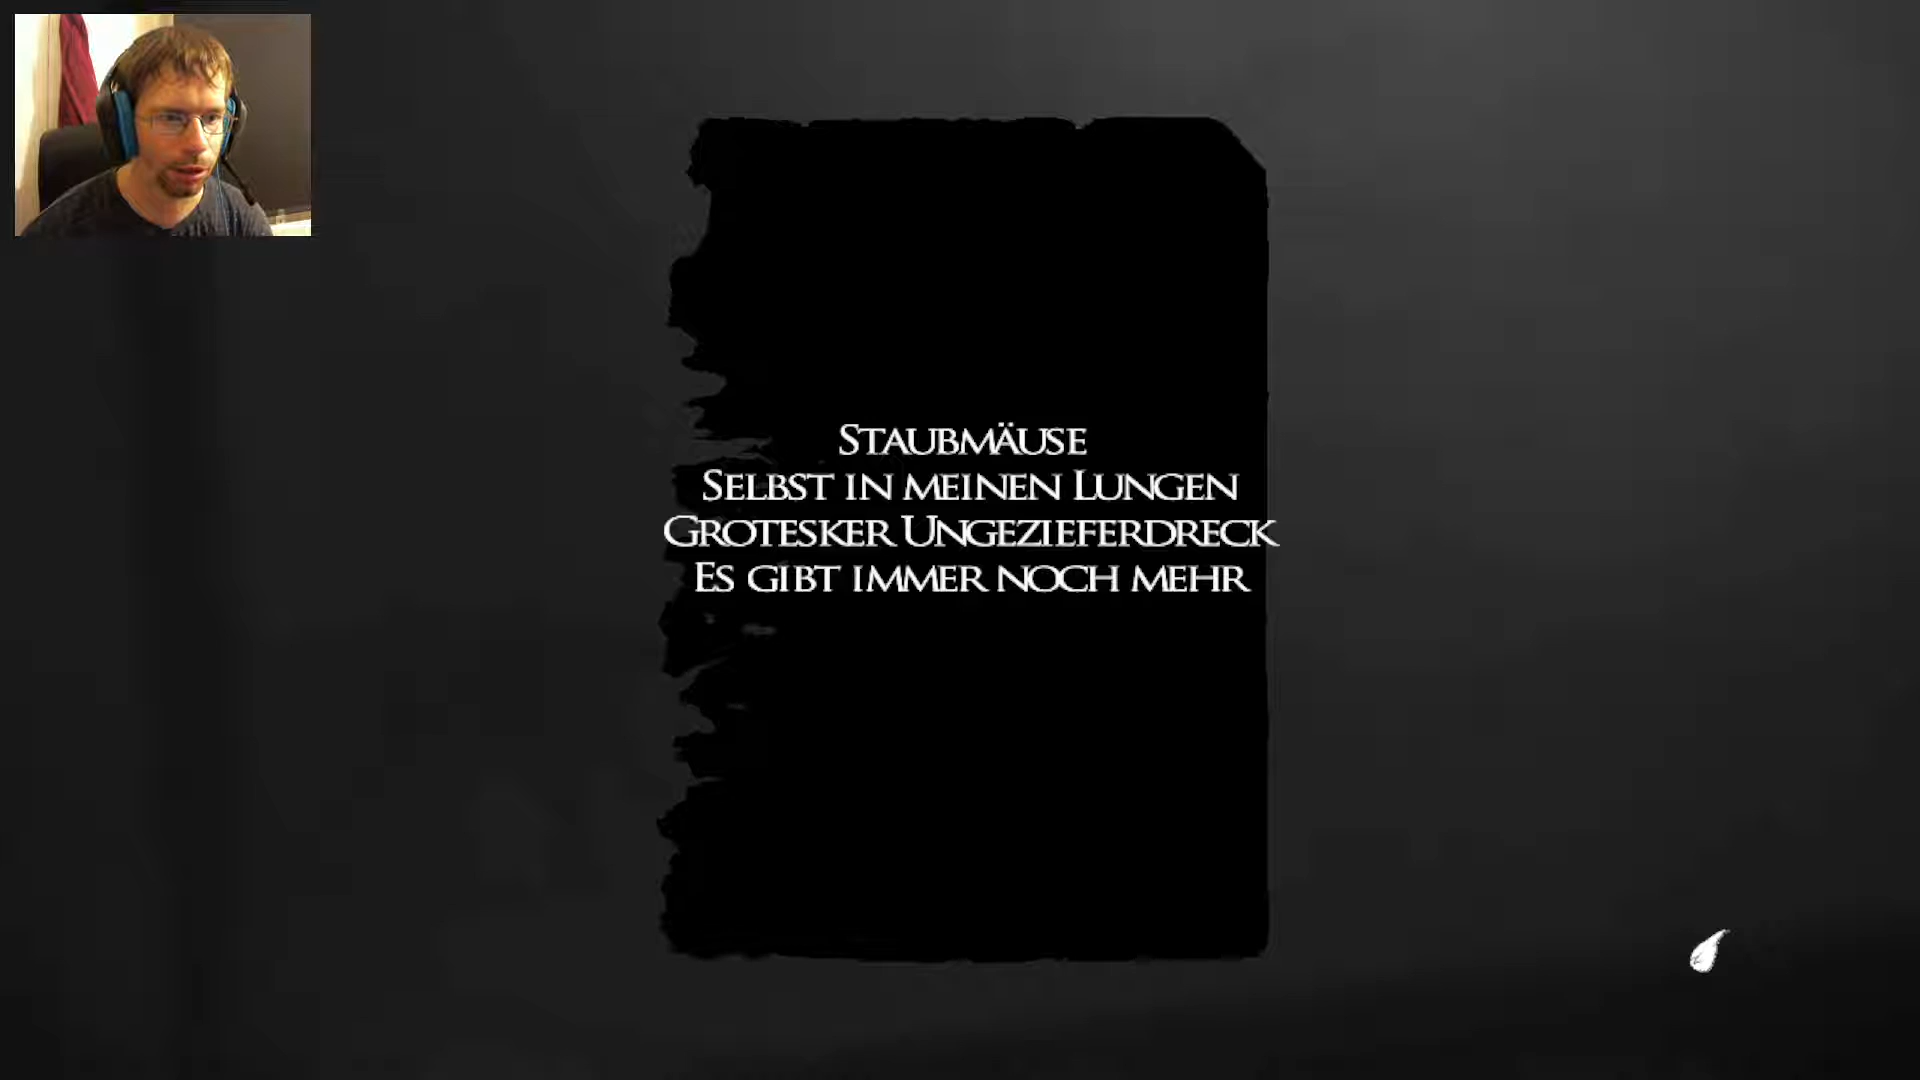 Staubmäuse
Selbst in meinen Lungen
Grotesker Ungezieferdreck
Es gibt immer noch mehr